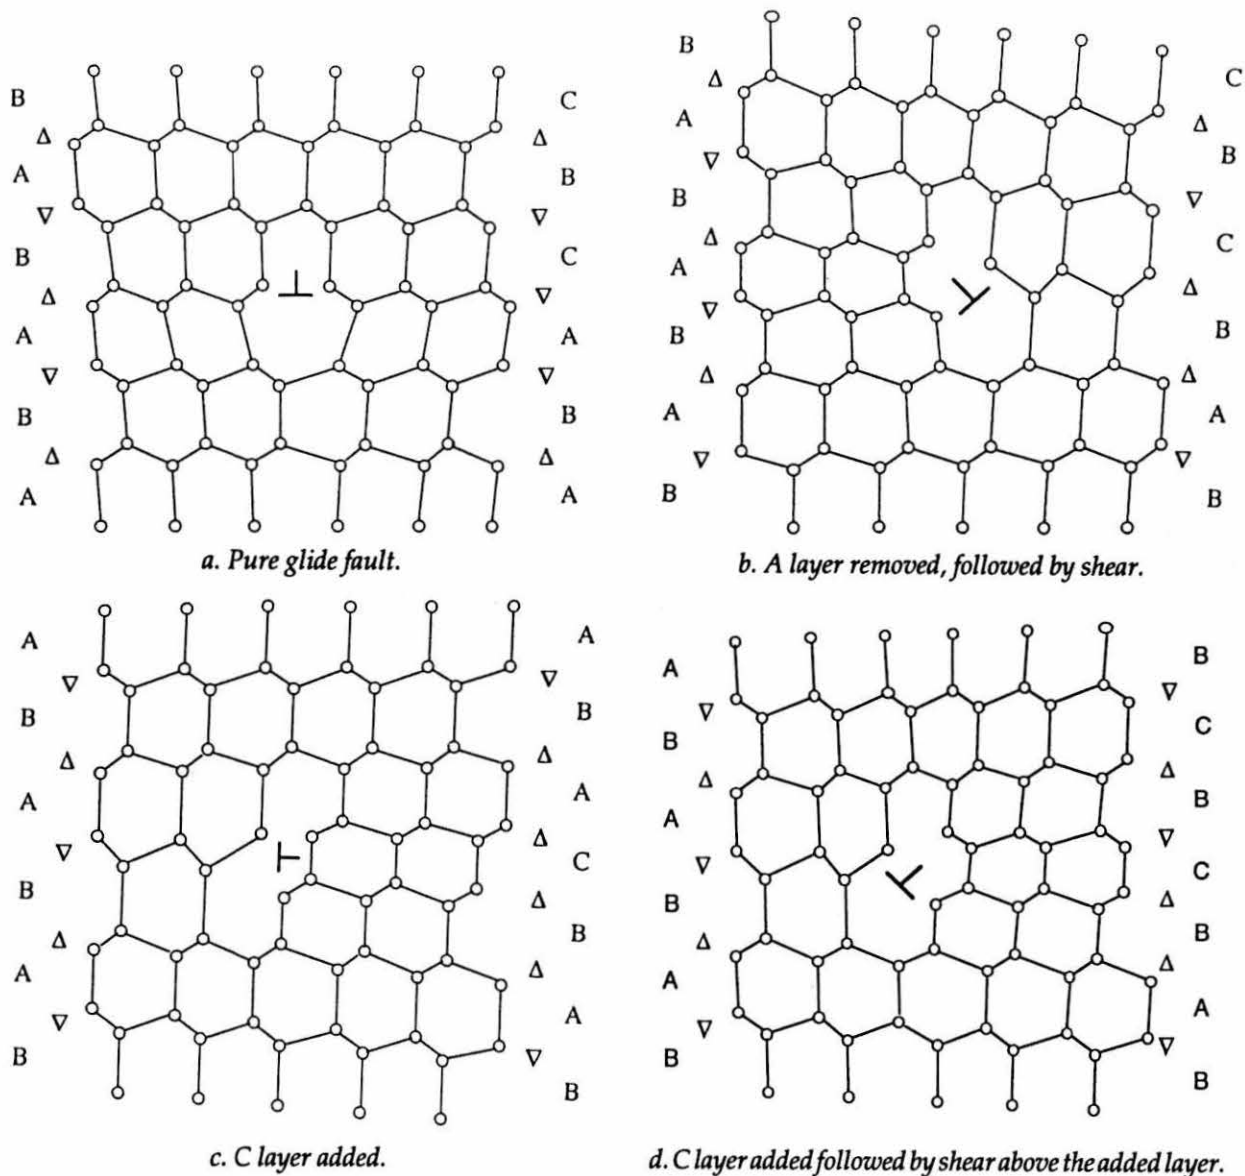 B
Δ
A
∇
B
Δ
A
∇
B
Δ
A
C
Δ
B
∇
C
∇
A
∇
B
Δ
A
a. Pure glide fault.
B
Δ
A
∇
B
Δ
A
∇
B
Δ
A
∇
B
C
Δ
B
∇
C
Δ
B
Δ
A
∇
B
b. A layer removed, followed by shear.
A
∇
B
Δ
A
∇
B
Δ
A
∇
B
A
∇
B
Δ
A
Δ
C
Δ
B
Δ
A
∇
B
c. C layer added.
A
∇
B
Δ
A
∇
B
Δ
A
∇
B
B
∇
C
Δ
B
∇
C
Δ
B
Δ
A
∇
B
d. C layer added followed by shear above the added layer.